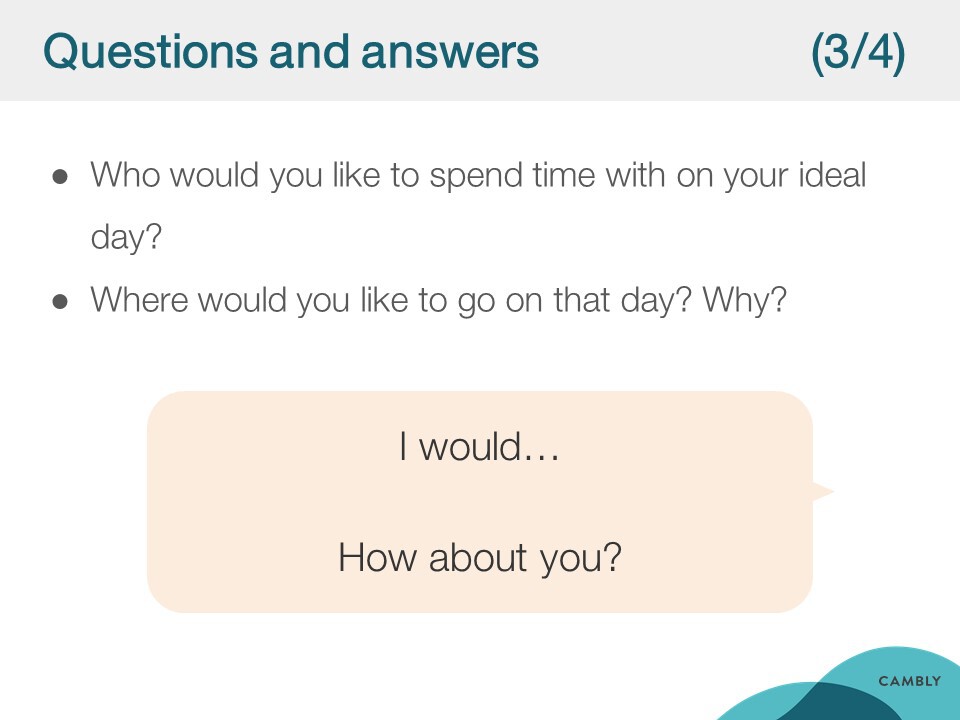 Questions and answers (3/4)
● Who would you like to spend time with on your ideal
day?
● Where would you like to go on that day? Why?
I would…
How about you?
CAMBLY